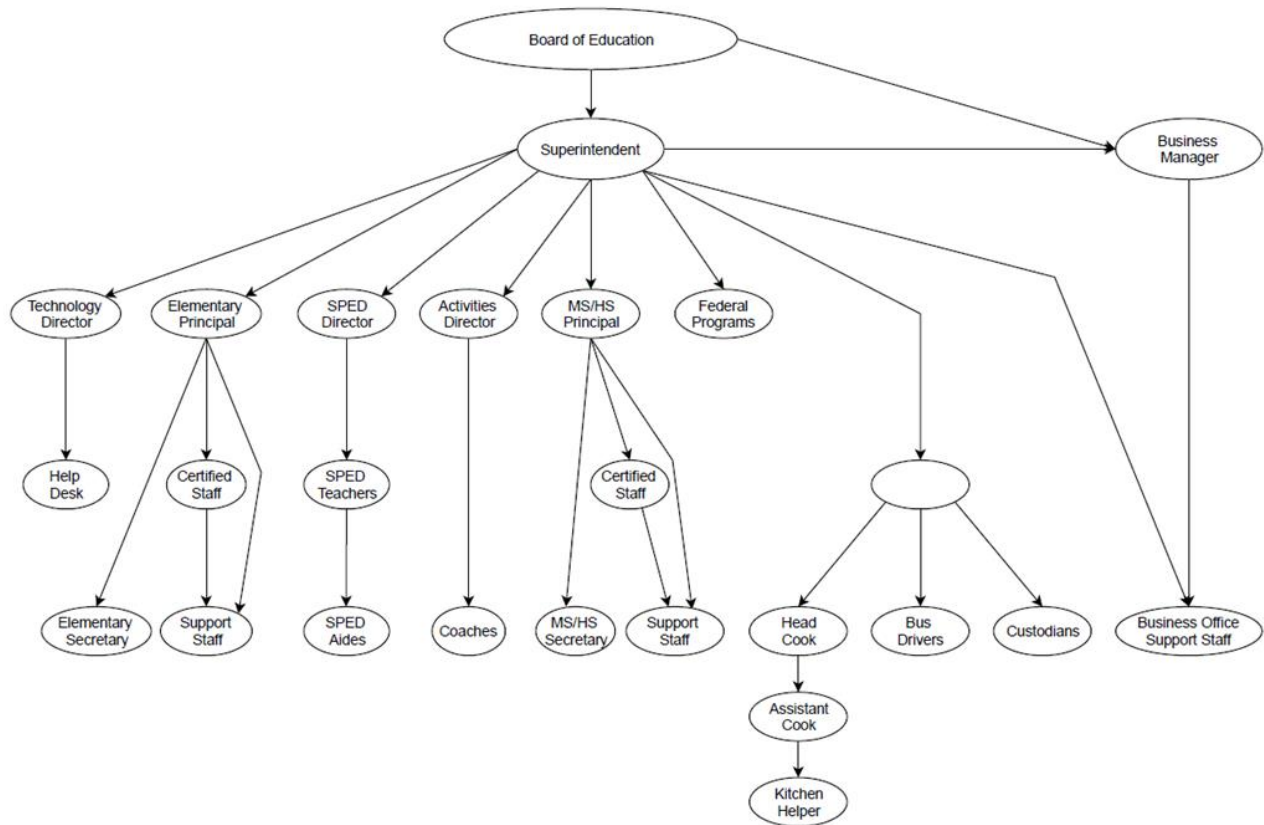 Board of Education
Superintendent
Business
Manager
Technology
Director
Elementary
Principal
SPED
Director
Activities
Director
MS/HS
Principal
Federal
Programs
Help
Desk
Certified
Staff
SPED
Teachers
Certified
Staff
Elementary
Secretary
Support
Staff
SPED
Aides
Coaches
MS/HS
Secretary
Support
Staff
Head
Cook
Bus
Drivers
Custodians
Business Office
Support Staff
Assistant
Cook
Kitchen
Helper